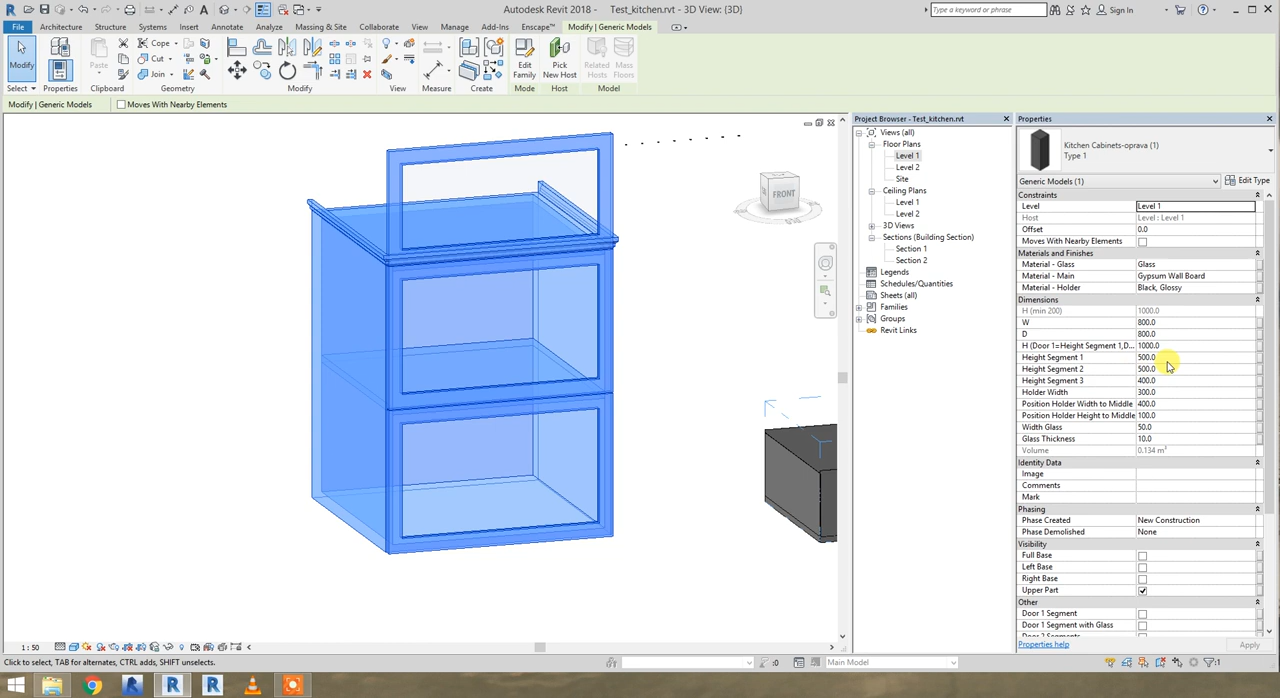 Autodesk Revit 2018 - Test_kitchen.rvt - 3D View: {3D}
Type a keyword or phrase
Sign In
File Architecture Structure Systems Insert Annotate Analyze Massing & Site Collaborate View Manage Add-Ins Enscape™ Modify | Generic Models
Modify Paste Cope Cut Join Edit Family Pick New Host Related Hosts Mass Floors
Select Properties Clipboard Geometry Modify View Measure Create Mode Host Model
Modify | Generic Models Moves With Nearby Elements
FRONT
Project Browser - Test_kitchen.rvt
Views (all)
Floor Plans
Level 1
Level 2
Site
Ceiling Plans
Level 1
Level 2
3D Views
Sections (Building Section)
Section 1
Section 2
Legends
Schedules/Quantities
Sheets (all)
Families
Groups
Revit Links
Properties
Kitchen Cabinets-oprava (1)
Type 1
Generic Models (1) Edit Type
Constraints
Level Level 1
Host Level : Level 1
Offset 0.0
Moves With Nearby Elements
Materials and Finishes
Material - Glass Glass
Material - Main Gypsum Wall Board
Material - Holder Black, Glossy
Dimensions
H (min 200) 1000.0
W 800.0
D 800.0
H (Door 1=Height Segment 1,D... 1000.0
Height Segment 1 500.0
Height Segment 2 500.0
Height Segment 3 400.0
Holder Width 300.0
Position Holder Width to Middle 400.0
Position Holder Height to Middle 100.0
Width Glass 50.0
Glass Thickness 10.0
Volume 0.134 m³
Identity Data
Image
Comments
Mark
Phasing
Phase Created New Construction
Phase Demolished None
Visibility
Full Base
Left Base
Right Base
Upper Part
Other
Door 1 Segment
Door 1 Segment with Glass
Door 2 Segments
Properties help Apply
1 : 50
Click to select, TAB for alternates, CTRL adds, SHIFT unselects. :0 Main Model :1